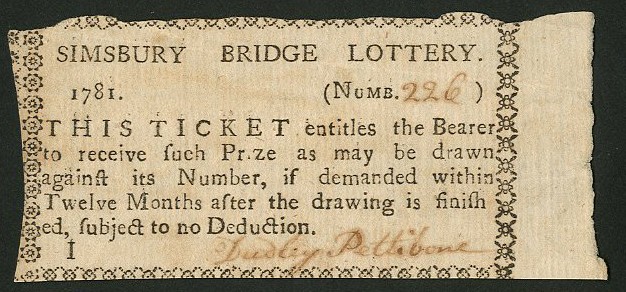 SIMSBURY BRIDGE LOTTERY.
1781. (NUMB. 226)
THIS TICKET entitles the Bearer
to receive ſuch Pr.ze as may be drawn
againſt its Number, if demanded within
Twelve Months after the drawing is finiſh
ed, ſubject to no Deduction.
I Dudley Pettibone